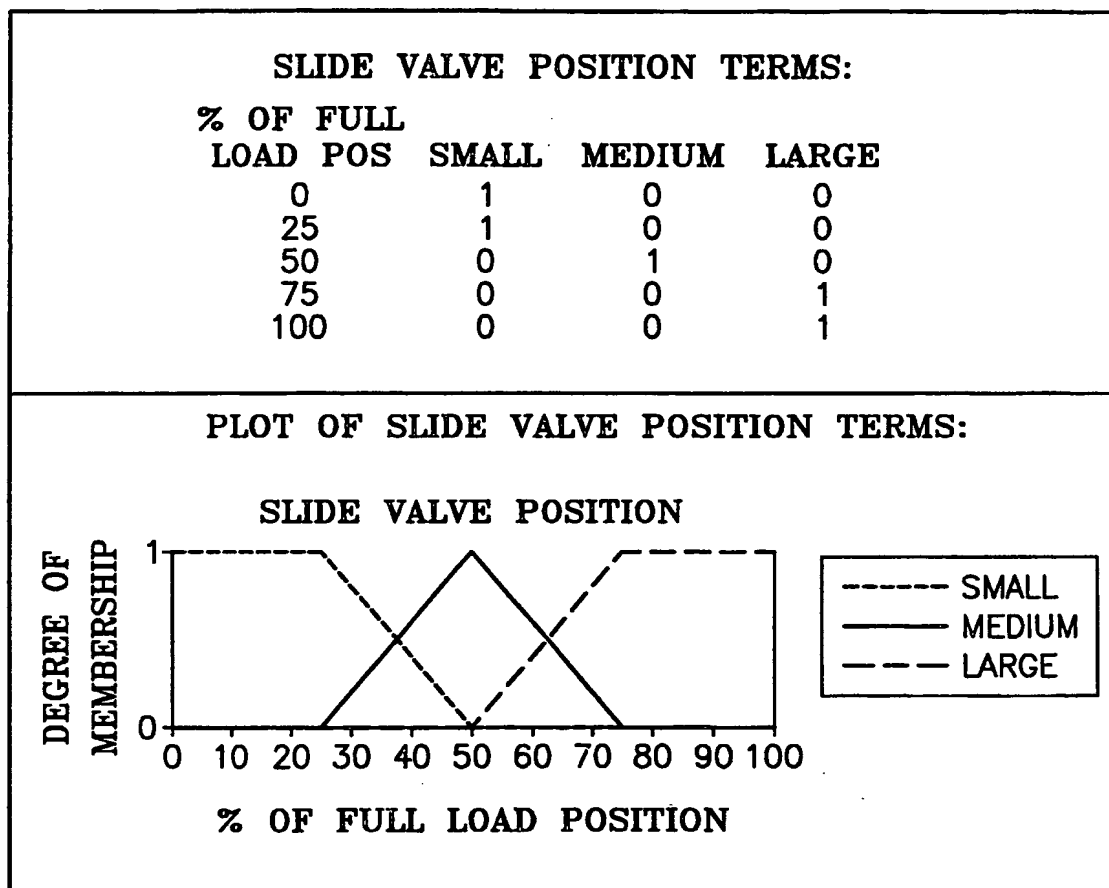 SLIDE VALVE POSITION TERMS:
% OF FULL
LOAD POS SMALL MEDIUM LARGE
0 1 0 0
25 1 0 0
50 0 1 0
75 0 0 1
100 0 0 1
PLOT OF SLIDE VALVE POSITION TERMS:
SLIDE VALVE POSITION
DEGREE OF
MEMBERSHIP
1
0
0 10 20 30 40 50 60 70 80 90 100
% OF FULL LOAD POSITION
SMALL
MEDIUM
LARGE